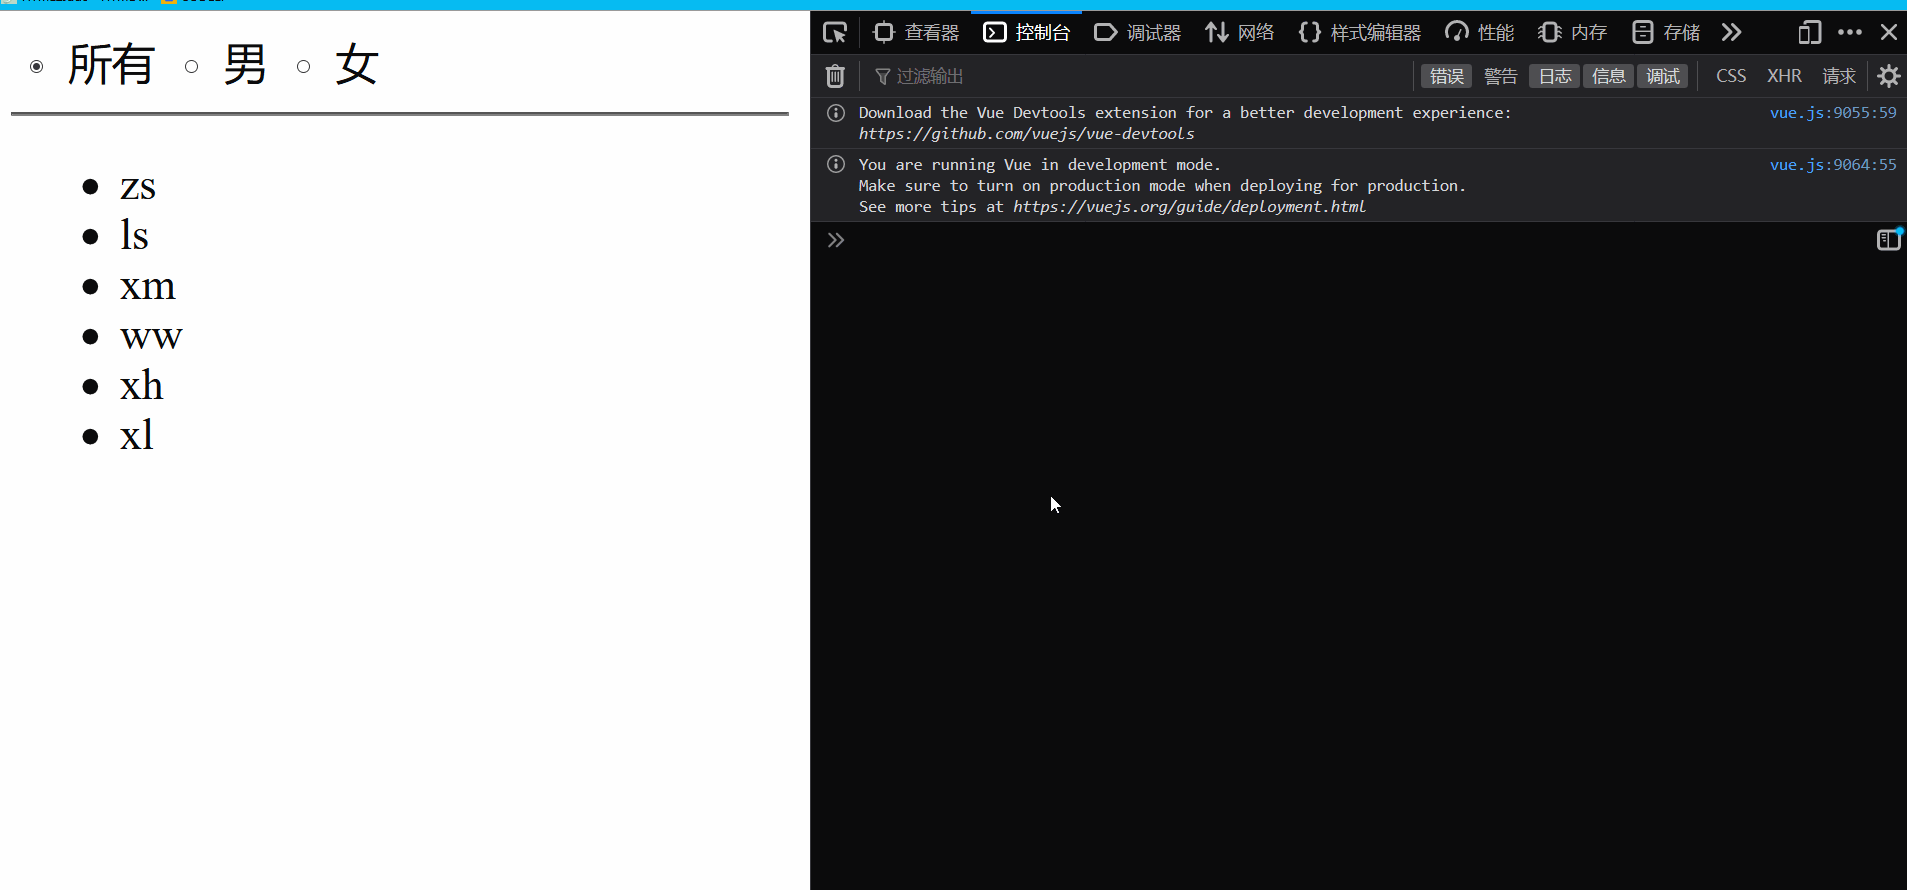 所有 男 女
zs
ls
xm
ww
xh
xl
查看器 控制台 调试器 网络 样式编辑器 性能 内存 存储
过滤输出 错误 警告 日志 信息 调试 CSS XHR 请求
Download the Vue Devtools extension for a better development experience: vue.js:9055:59
https://github.com/vuejs/vue-devtools
You are running Vue in development mode. vue.js:9064:55
Make sure to turn on production mode when deploying for production.
See more tips at https://vuejs.org/guide/deployment.html